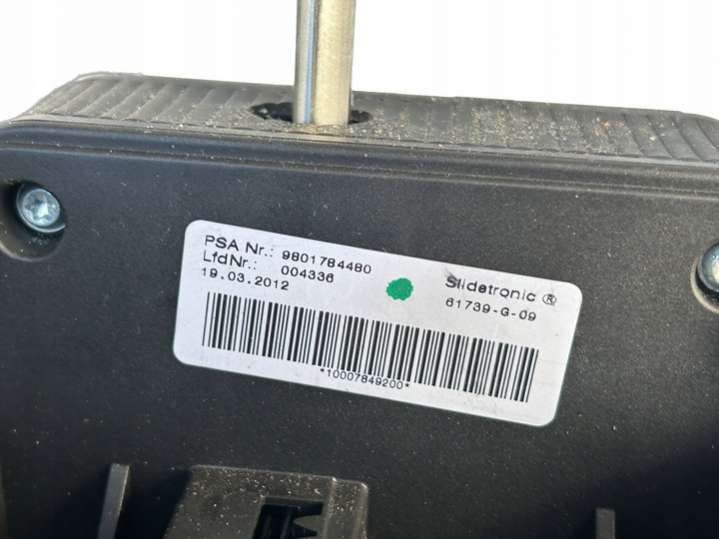 PSA Nr.: 9801784480
LfdNr.: 004336
19.03.2012
Slidetronic ®
61739-G-09
*10007849200*